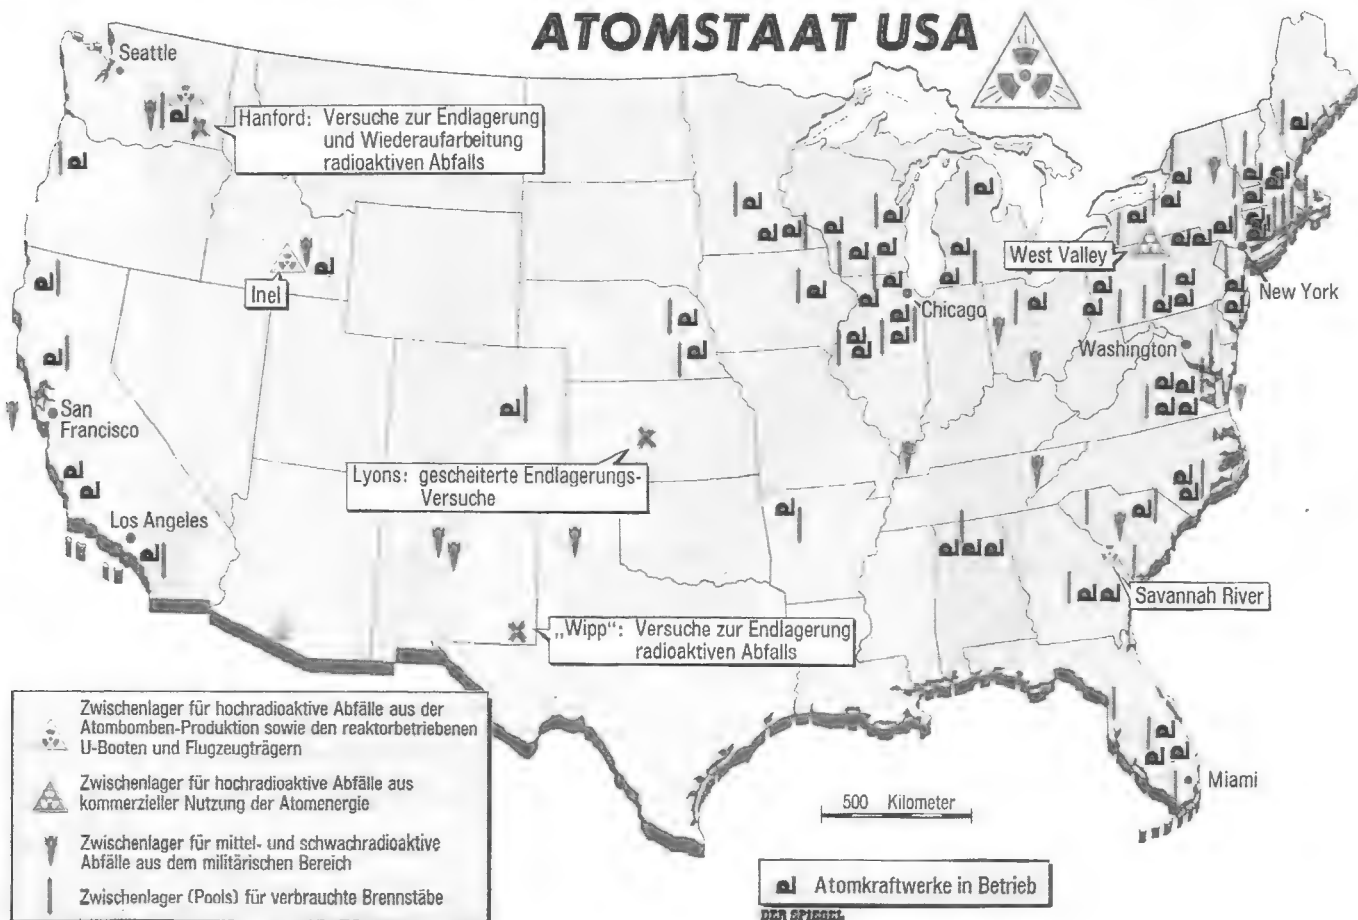 ATOMSTAAT USA
Seattle
Hanford: Versuche zur Endlagerung
und Wiederaufarbeitung
radioaktiven Abfalls
Inel
West Valley
New York
Chicago
Washington
San
Francisco
Lyons: gescheiterte Endlagerungs-
Versuche
Los Angeles
Savannah River
„Wipp“: Versuche zur Endlagerung
radioaktiven Abfalls
Miami
500 Kilometer
Zwischenlager für hochradioaktive Abfälle aus der
Atombomben-Produktion sowie den reaktorbetriebenen
U-Booten und Flugzeugträgern
Zwischenlager für hochradioaktive Abfälle aus
kommerzieller Nutzung der Atomenergie
Zwischenlager für mittel- und schwachradioaktive
Abfälle aus dem militärischen Bereich
Zwischenlager (Pools) für verbrauchte Brennstäbe
Atomkraftwerke in Betrieb
DER SPIEGEL